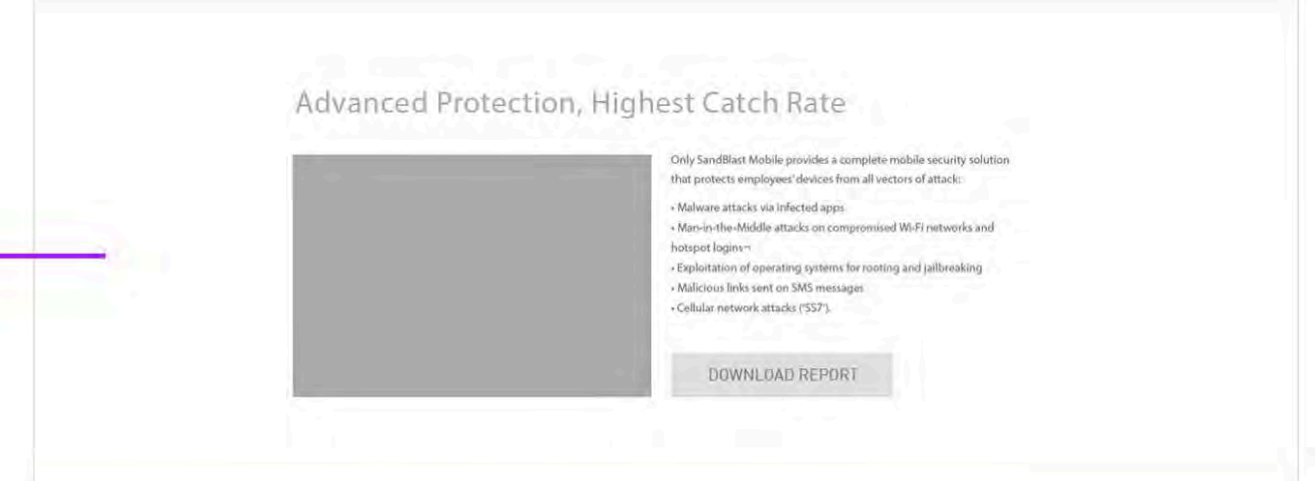 Advanced Protection, Highest Catch Rate
Only SandBlast Mobile provides a complete mobile security solution
that protects employees' devices from all vectors of attack:
• Malware attacks via infected apps
• Man-in-the-Middle attacks on compromised Wi-Fi networks and
hotspot logins¬
• Exploitation of operating systems for rooting and jailbreaking
• Malicious links sent on SMS messages
• Cellular network attacks ('SS7').
DOWNLOAD REPORT